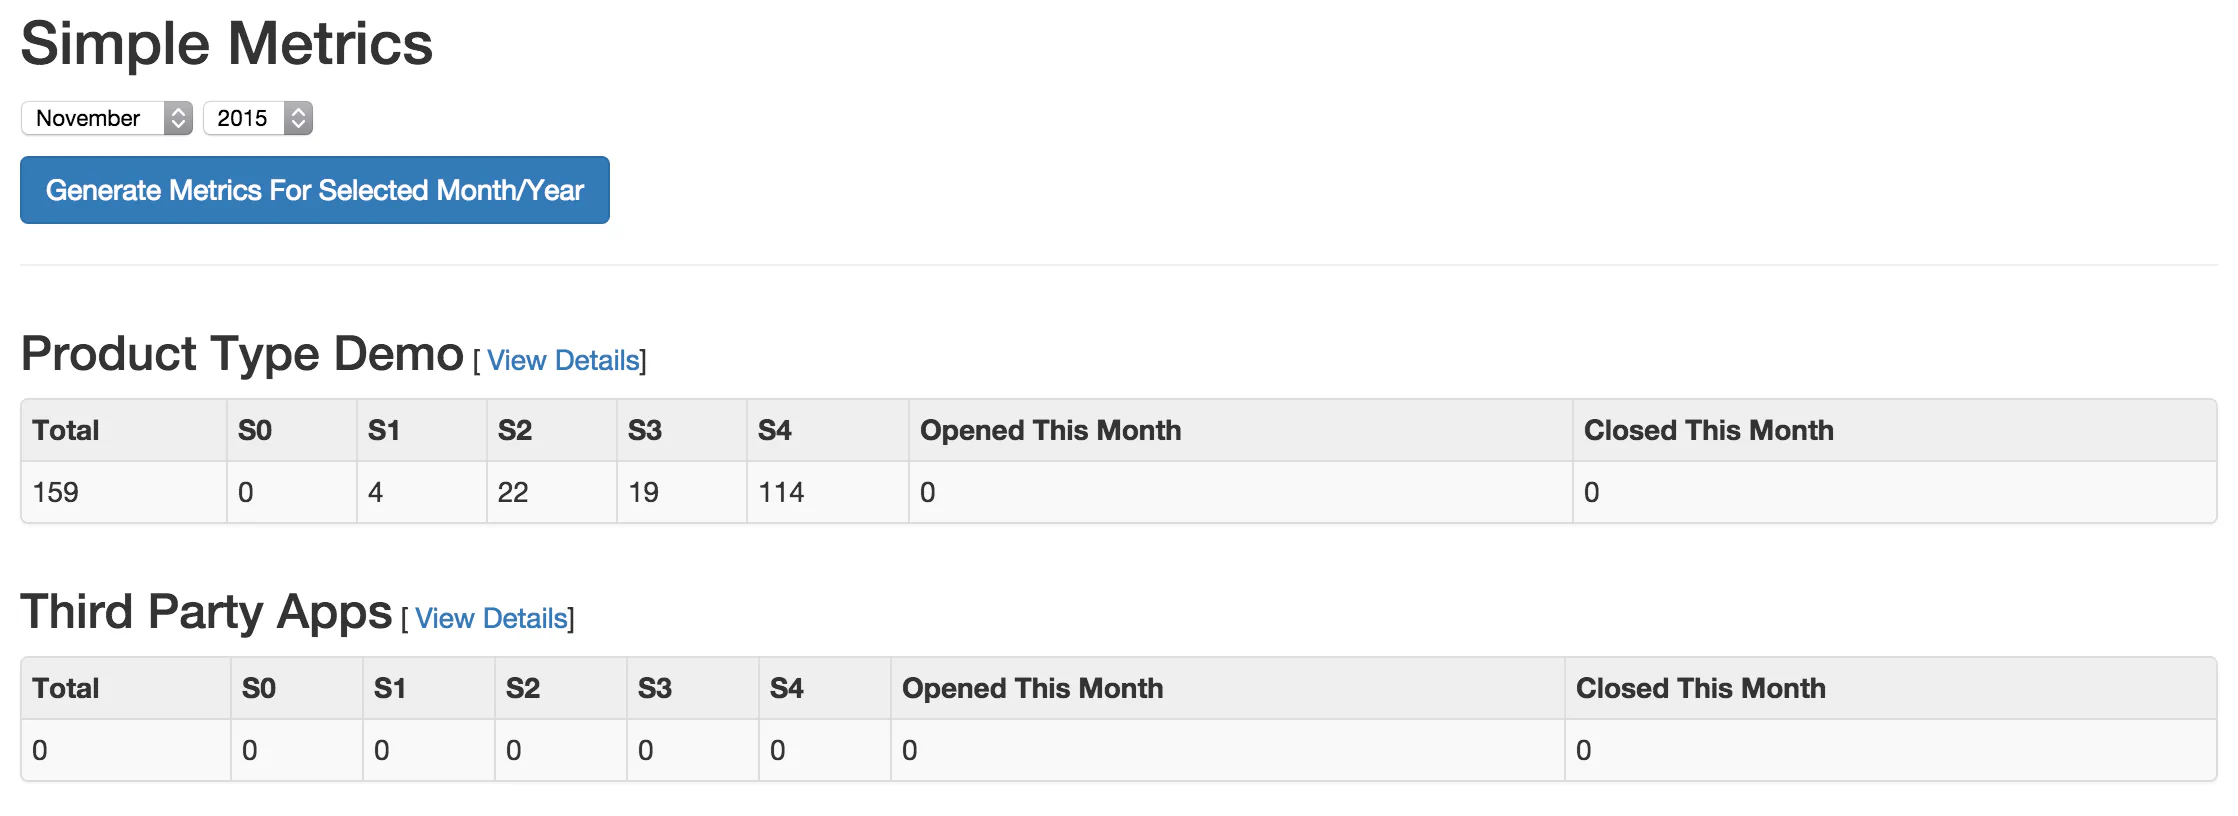 Simple Metrics
November 2015
Generate Metrics For Selected Month/Year
Product Type Demo [ View Details]
Total S0 S1 S2 S3 S4 Opened This Month Closed This Month
159 0 4 22 19 114 0 0
Third Party Apps [ View Details]
Total S0 S1 S2 S3 S4 Opened This Month Closed This Month
0 0 0 0 0 0 0 0